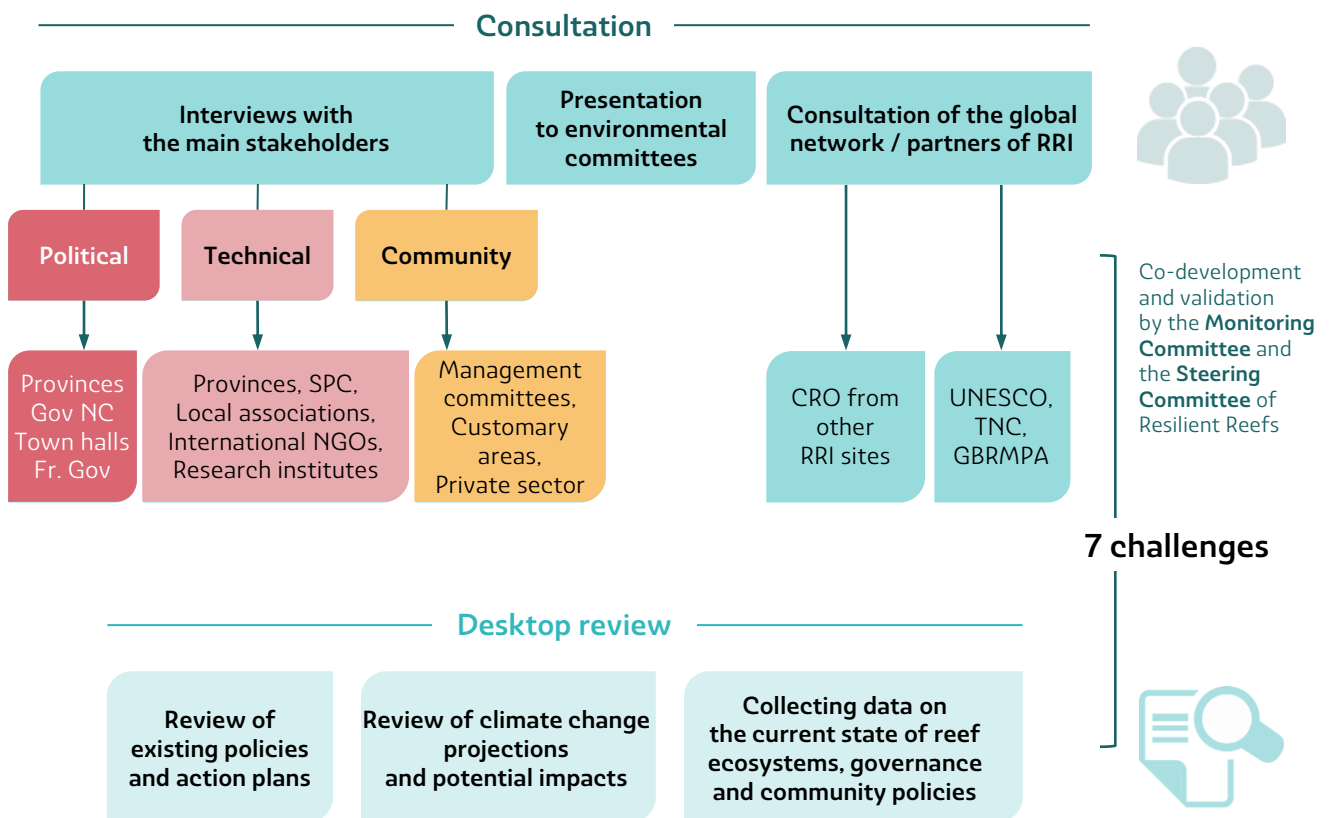 Consultation
Interviews with
the main stakeholders
Presentation
to environmental
committees
Consultation of the global
network / partners of RRI
Political
Technical
Community
Provinces
Gov NC
Town halls
Fr. Gov
Provinces, SPC,
Local associations,
International NGOs,
Research institutes
Management
committees,
Customary
areas,
Private sector
CRO from
other
RRI sites
UNESCO,
TNC,
GBRMPA
Co-development
and validation
by the Monitoring
Committee and
the Steering
Committee of
Resilient Reefs
7 challenges
Desktop review
Review of
existing policies
and action plans
Review of climate change
projections
and potential impacts
Collecting data on
the current state of reef
ecosystems, governance
and community policies